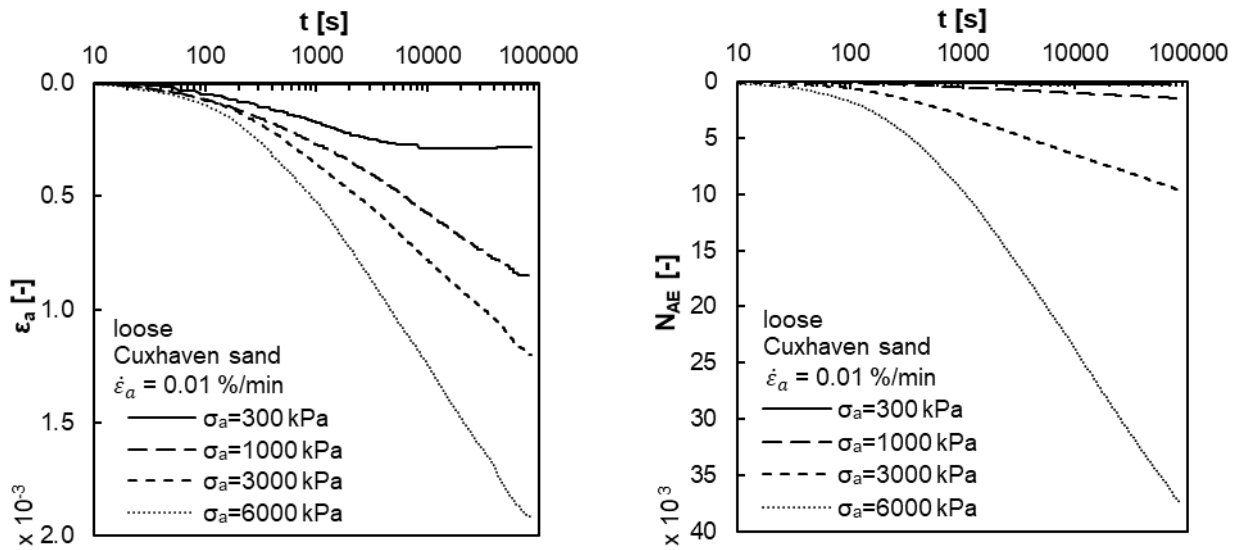 t [s]
10 100 1000 10000 100000
0.0
0.5
1.0
1.5
2.0
εa [-]
x 10-3
loose
Cuxhaven sand
ε̇a = 0.01 %/min
σa=300 kPa
σa=1000 kPa
σa=3000 kPa
σa=6000 kPa
t [s]
10 100 1000 10000 100000
0
5
10
15
20
25
30
35
40
NAE [-]
x 10 3
loose
Cuxhaven sand
ε̇a = 0.01 %/min
σa=300 kPa
σa=1000 kPa
σa=3000 kPa
σa=6000 kPa